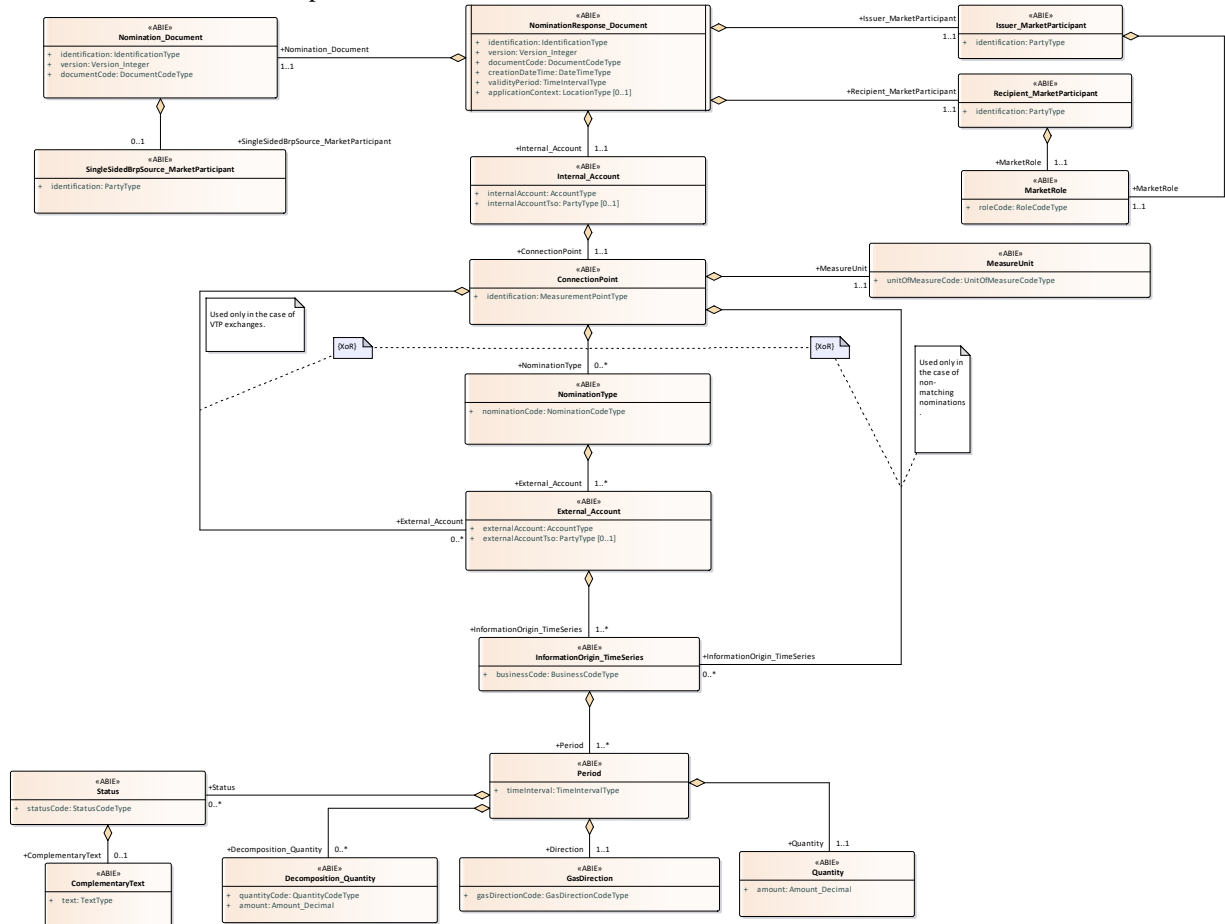 «ABIE»
Nomination_Document
+ identification: IdentificationType
+ version: Version_Integer
+ documentCode: DocumentCodeType
+Nomination_Document
1..1
«ABIE»
NominationResponse_Document
+ identification: IdentificationType
+ version: Version_Integer
+ documentCode: DocumentCodeType
+ creationDateTime: DateTimeType
+ validityPeriod: TimeIntervalType
+ applicationContext: LocationType [0..1]
+Issuer_MarketParticipant
1..1
«ABIE»
Issuer_MarketParticipant
+ identification: PartyType
+Recipient_MarketParticipant
1..1
«ABIE»
Recipient_MarketParticipant
+ identification: PartyType
0..1
+SingleSidedBrpSource_MarketParticipant
«ABIE»
SingleSidedBrpSource_MarketParticipant
+ identification: PartyType
+Internal_Account
1..1
«ABIE»
Internal_Account
+ internalAccount: AccountType
+ internalAccountTso: PartyType [0..1]
+MarketRole
1..1
«ABIE»
MarketRole
+ roleCode: RoleCodeType
+MarketRole
1..1
+ConnectionPoint
1..1
«ABIE»
ConnectionPoint
+ identification: MeasurementPointType
+MeasureUnit
1..1
«ABIE»
MeasureUnit
+ unitOfMeasureCode: UnitOfMeasureCodeType
Used only in the case of
VTP exchanges.
{XoR}
{XoR}
Used only in
the case of
non-
matching
nominations
.
+NominationType
0..*
«ABIE»
NominationType
+ nominationCode: NominationCodeType
+External_Account
1..*
«ABIE»
External_Account
+ externalAccount: AccountType
+ externalAccountTso: PartyType [0..1]
+External_Account
0..*
+InformationOrigin_TimeSeries
1..*
«ABIE»
InformationOrigin_TimeSeries
+ businessCode: BusinessCodeType
+InformationOrigin_TimeSeries
0..*
+Period
1..*
«ABIE»
Period
+ timeInterval: TimeIntervalType
«ABIE»
Status
+ statusCode: StatusCodeType
+Status
0..*
+ComplementaryText
0..1
«ABIE»
ComplementaryText
+ text: TextType
+Decomposition_Quantity
0..*
«ABIE»
Decomposition_Quantity
+ quantityCode: QuantityCodeType
+ amount: Amount_Decimal
+Direction
1..1
«ABIE»
GasDirection
+ gasDirectionCode: GasDirectionCodeType
+Quantity
1..1
«ABIE»
Quantity
+ amount: Amount_Decimal